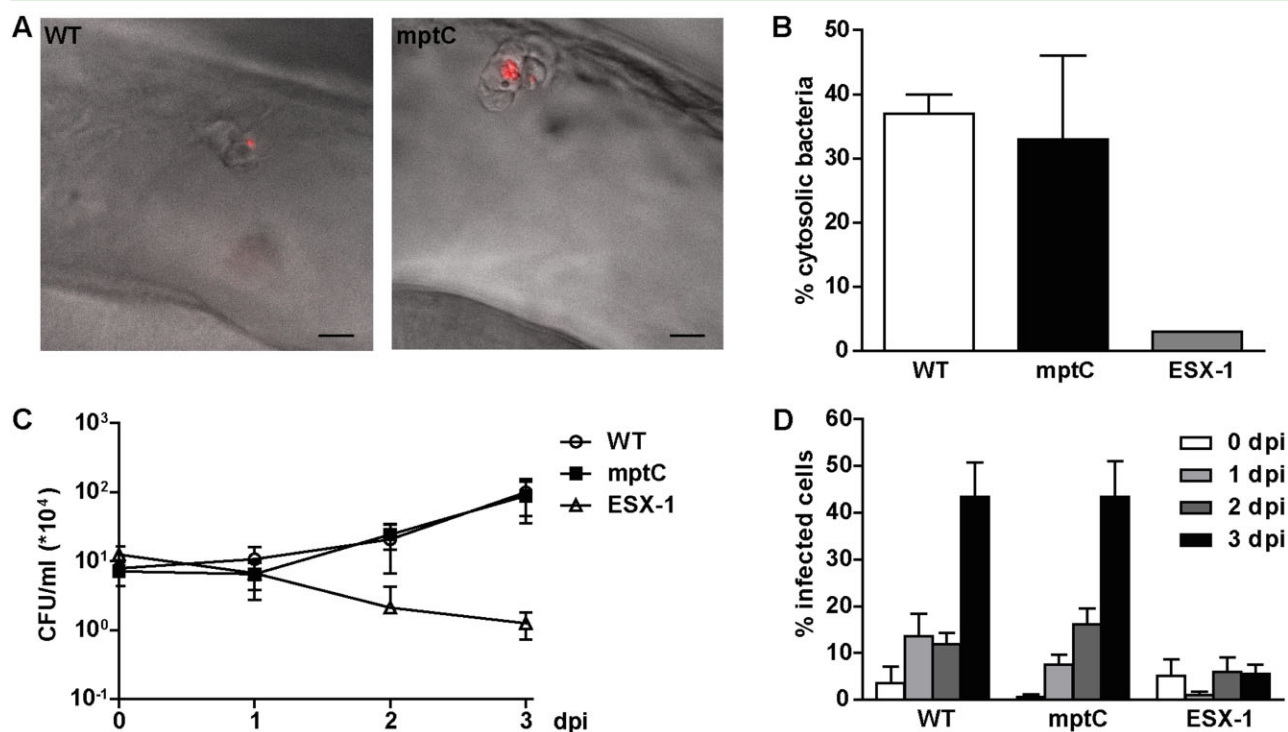 A
WT
mptC
B
% cytosolic bacteria
50
40
30
20
10
0
WT
mptC
ESX-1
C
CFU/ml (*10⁴)
10³
10²
10¹
10⁰
10⁻¹
0
1
2
3
dpi
WT
mptC
ESX-1
D
% infected cells
60
50
40
30
20
10
0
WT
mptC
ESX-1
0 dpi
1 dpi
2 dpi
3 dpi